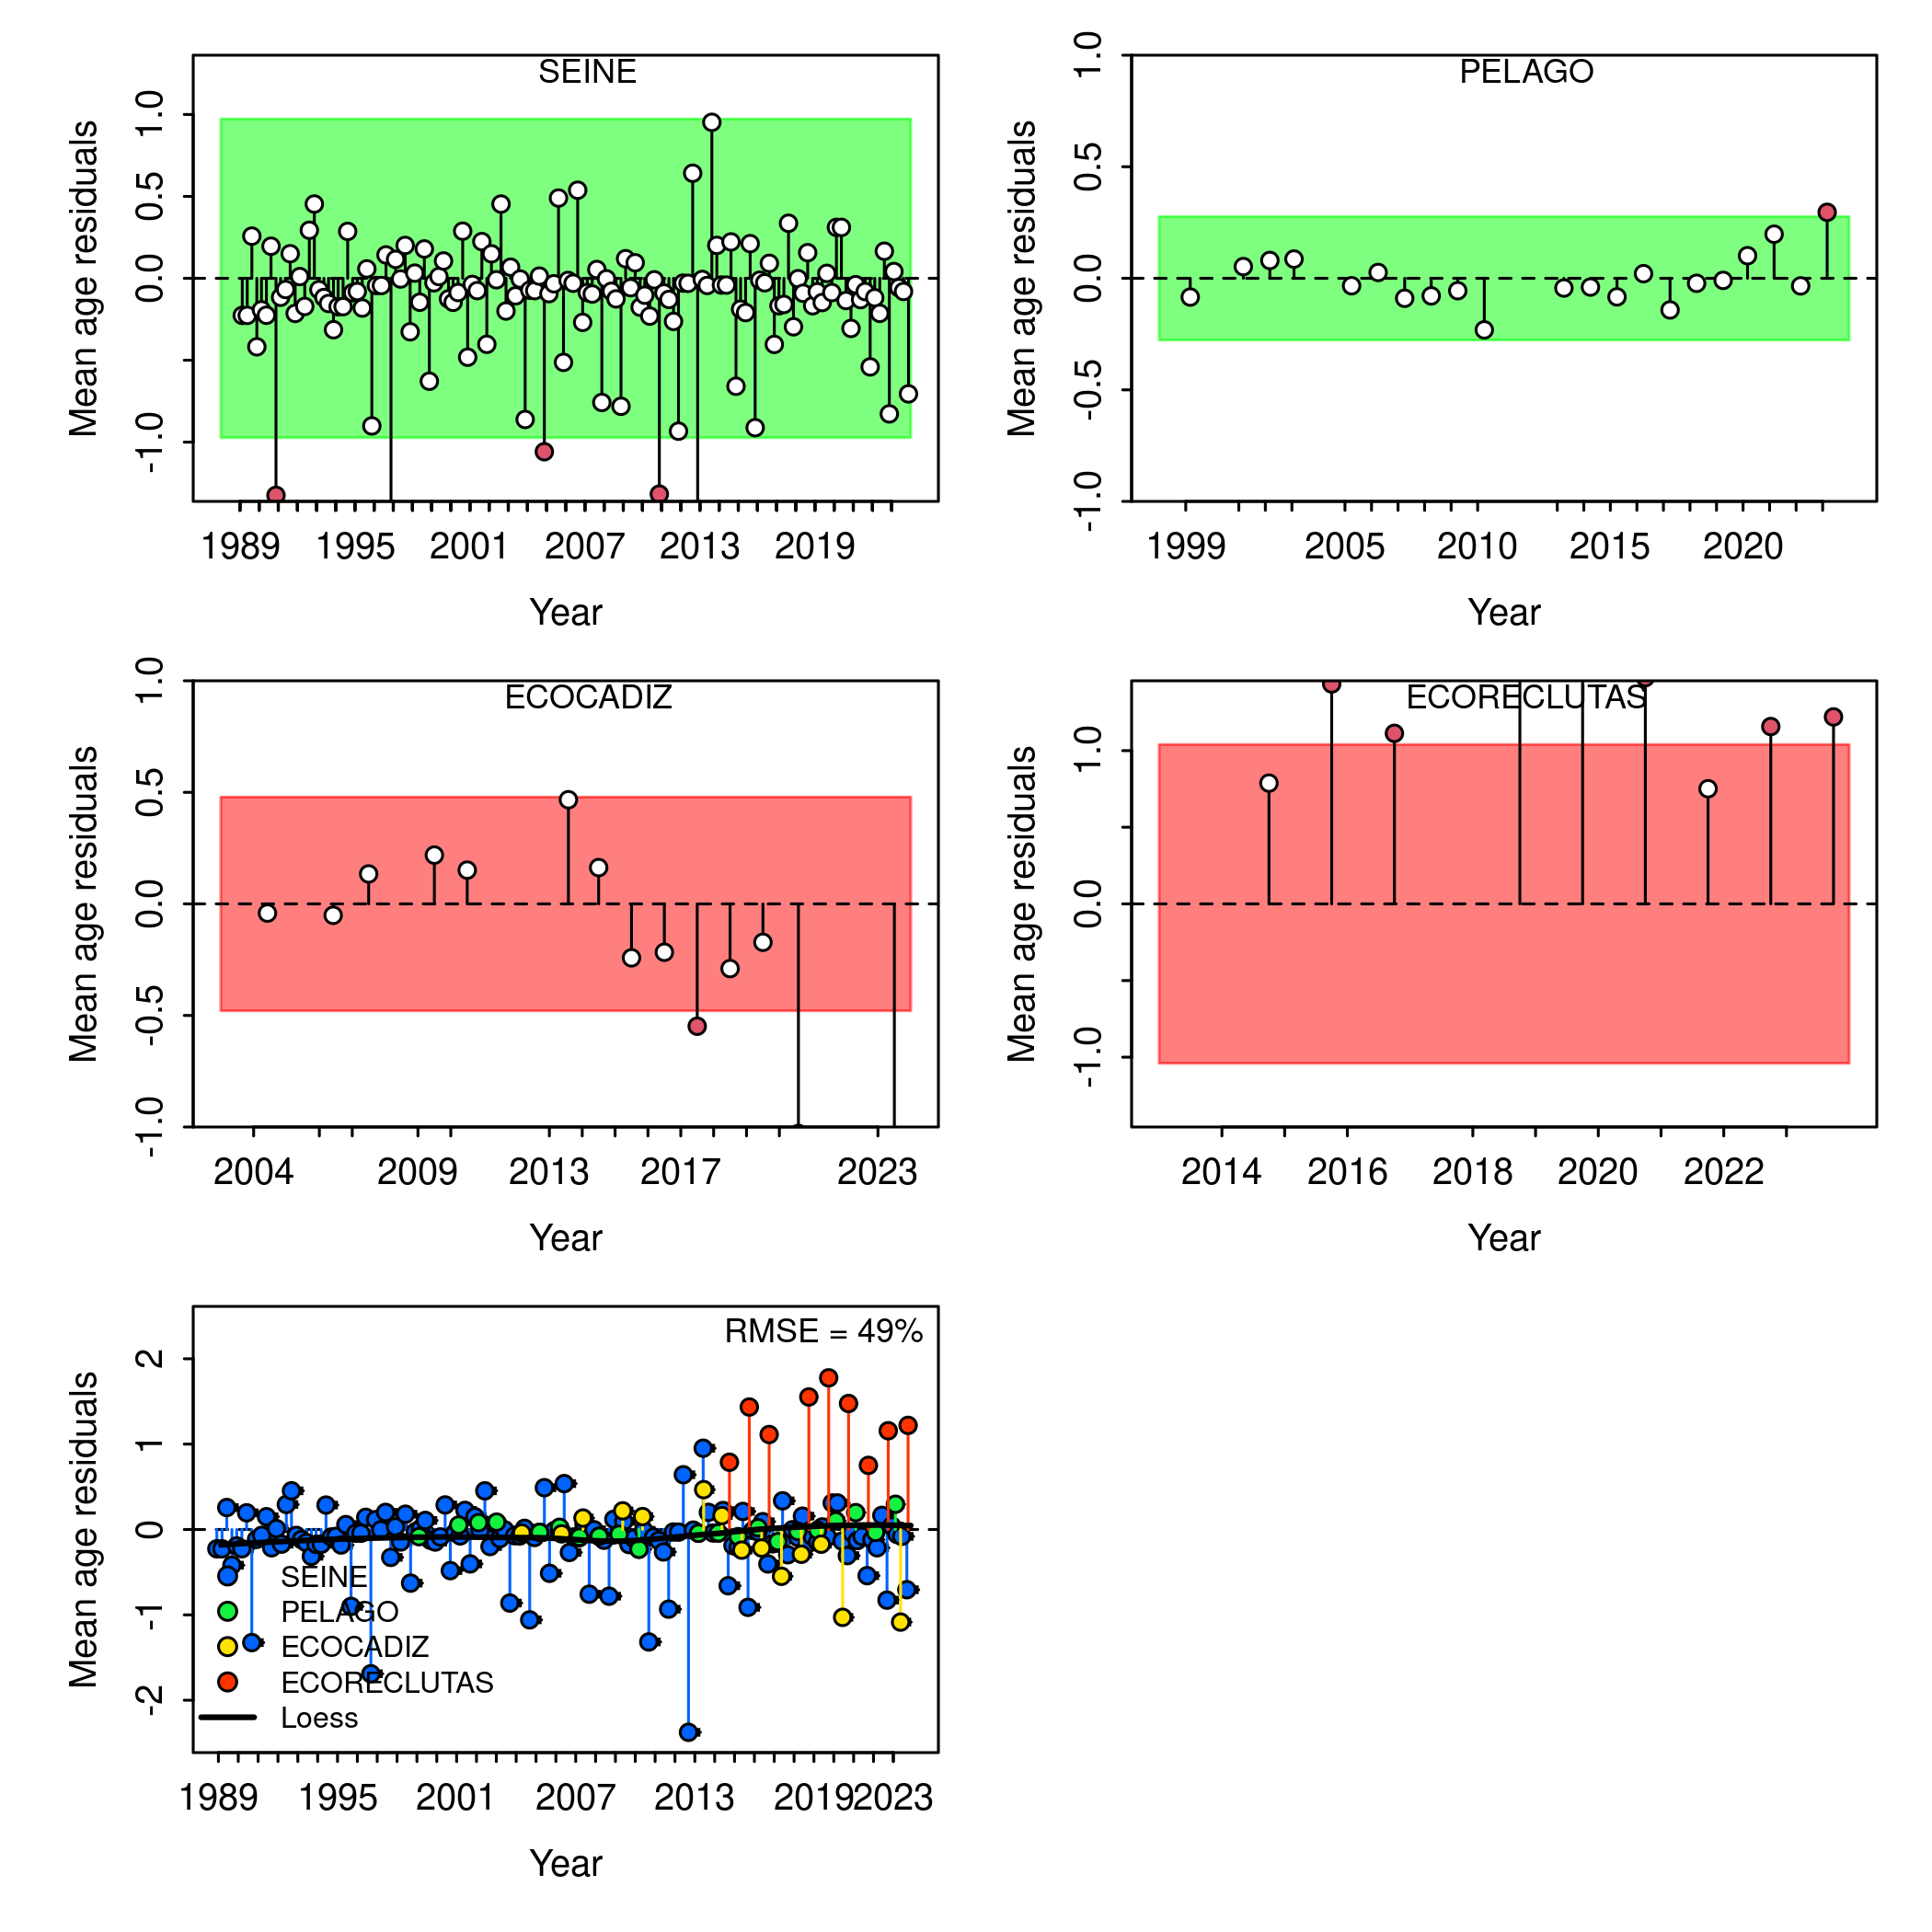 SEINE
Mean age residuals
1.0
0.5
0.0
-1.0
1989 1995 2001 2007 2013 2019
Year
PELAGO
Mean age residuals
1.0
0.5
0.0
-0.5
-1.0
1999 2005 2010 2015 2020
Year
ECOCADIZ
Mean age residuals
1.0
0.5
0.0
-0.5
-1.0
2004 2009 2013 2017 2023
Year
ECORECLUTAS
Mean age residuals
1.0
0.0
-1.0
2014 2016 2018 2020 2022
Year
RMSE = 49%
Mean age residuals
2
1
0
-1
-2
SEINE
PELAGO
ECOCADIZ
ECORECLUTAS
Loess
1989 1995 2001 2007 2013 2019 2023
Year